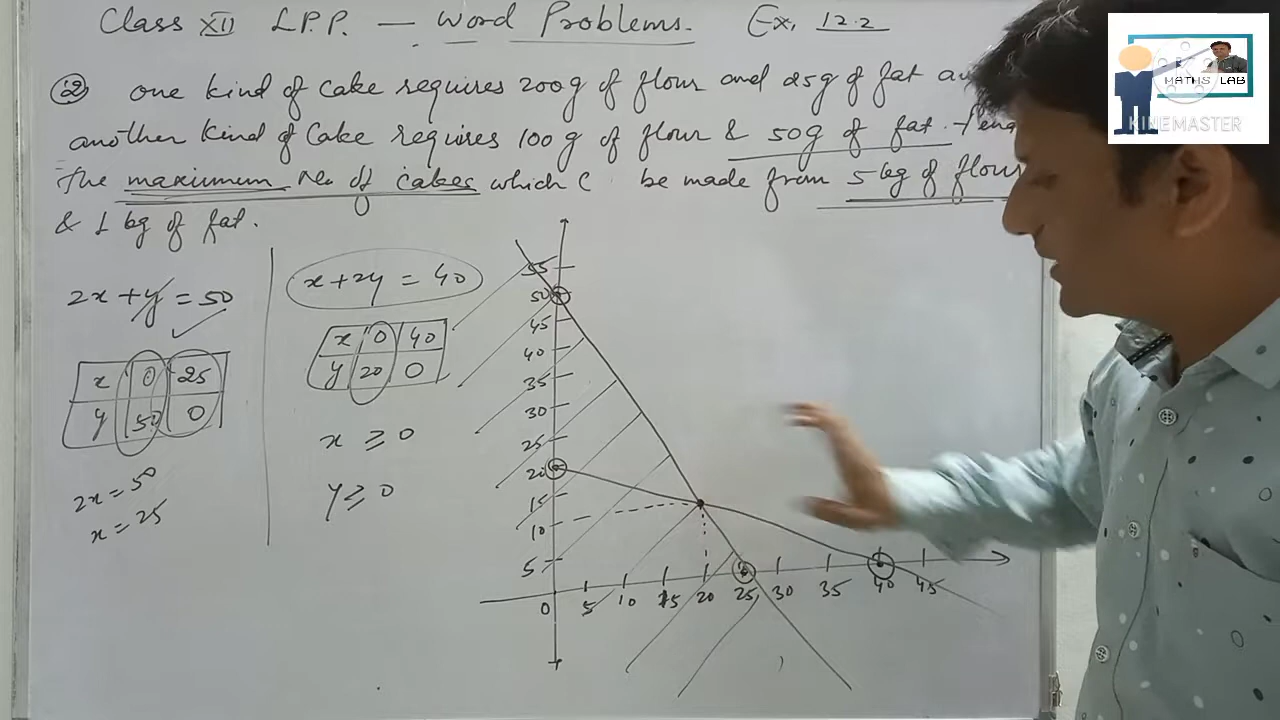 Class XII L.P.P. — Word Problems. Ex. 12.2
② one kind of cake requires 200g of flour and 25g of fat
another kind of Cake requires 100 g of flour & 50g of fat.
The maximum No. of cakes which be made from 5 kg of flour
& 1 kg of fat.
2x + y = 50
x 0 25
y 50 0
2x = 50
x = 25
x + 2y = 40
x 0 40
y 20 0
x ≥ 0
y ≥ 0
55
50
45
40
35
30
25
20
15
10
5
0 5 10 15 20 25 30 35 40 45
MATHS LAB
KINEMASTER